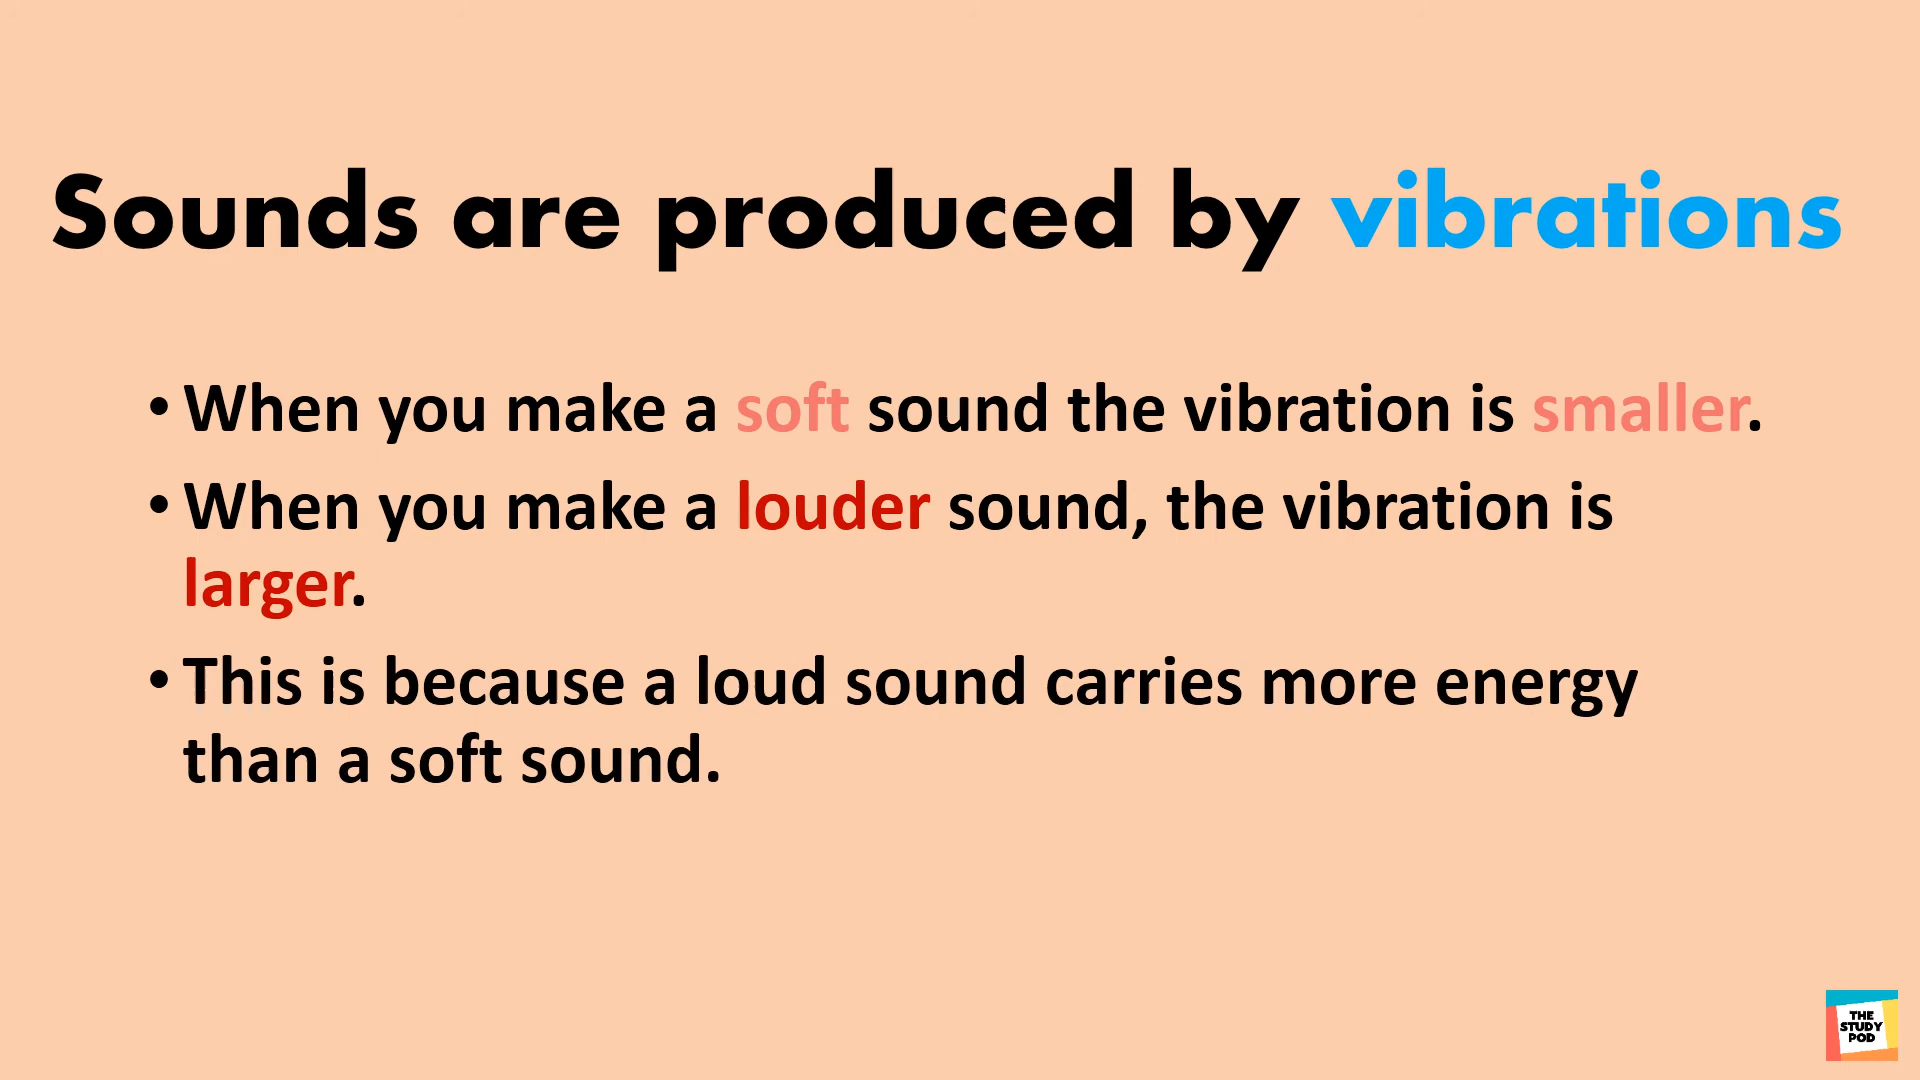 Sounds are produced by vibrations
• When you make a soft sound the vibration is smaller.
• When you make a louder sound, the vibration is
larger.
• This is because a loud sound carries more energy
than a soft sound.
THE
STUDY
POD